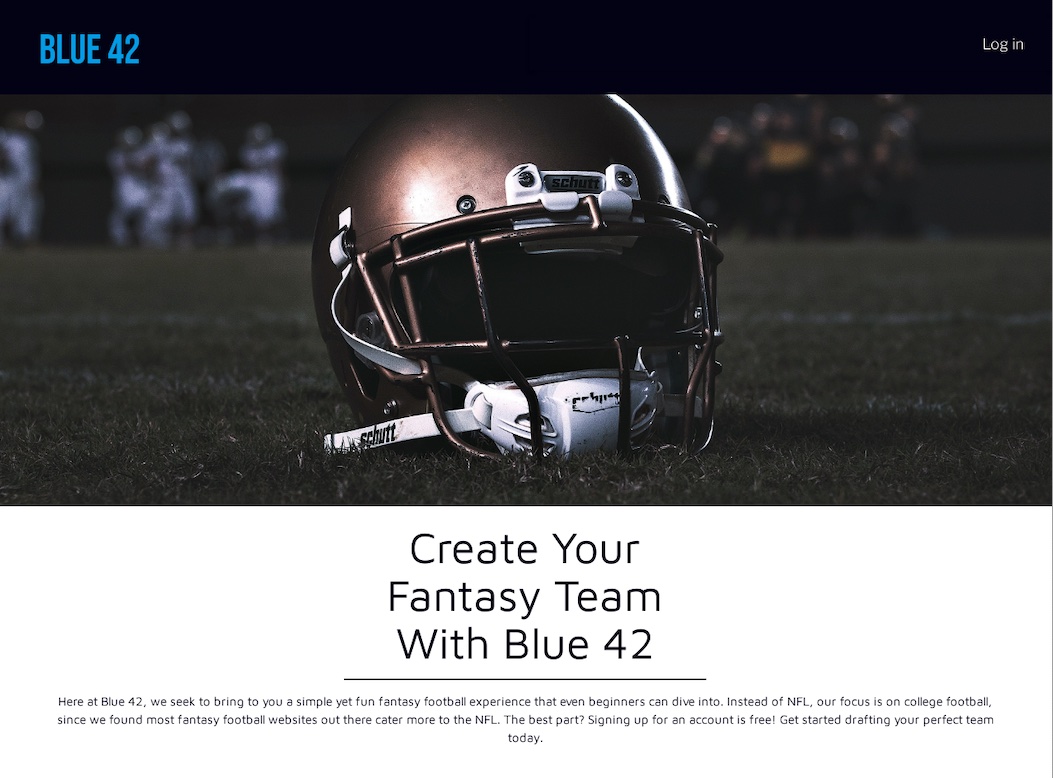 BLUE 42
Log in
schutt
schutt
Create Your
Fantasy Team
With Blue 42
Here at Blue 42, we seek to bring to you a simple yet fun fantasy football experience that even beginners can dive into. Instead of NFL, our focus is on college football,
since we found most fantasy football websites out there cater more to the NFL. The best part? Signing up for an account is free! Get started drafting your perfect team
today.